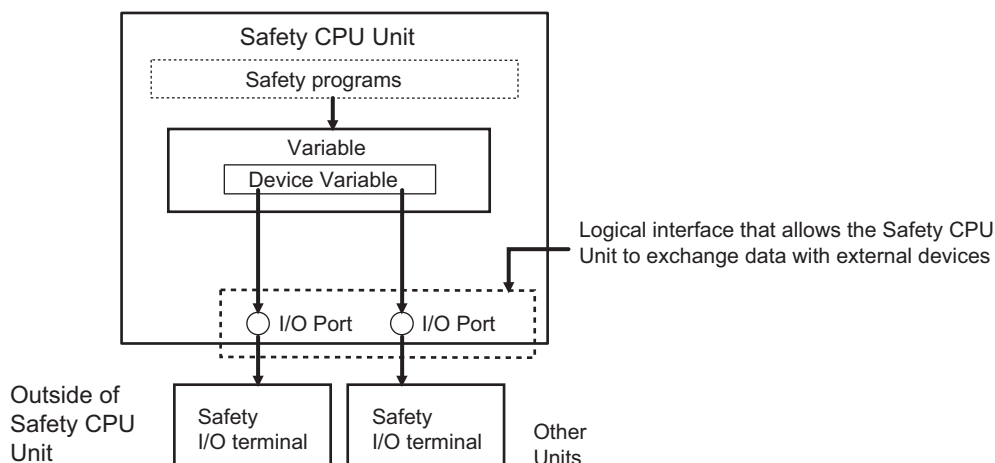 Safety CPU Unit
Safety programs
Variable
Device Variable
Logical interface that allows the Safety CPU
Unit to exchange data with external devices
I/O Port
I/O Port
Outside of
Safety CPU
Unit
Safety
I/O terminal
Safety
I/O terminal
Other
Units